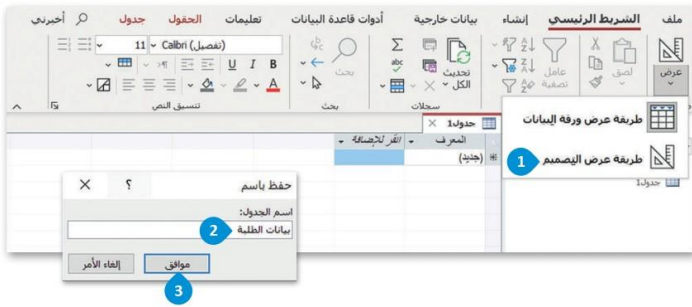 ملف الشريط الرئيسي إنشاء بيانات خارجية أدوات قاعدة البيانات تعليمات الحقول جدول أخبرني
عرض لصق عامل تصفية تحديث الكل بحث
Calibri (تفصيل) 11
B I U
سجلات بحث تنسيق النص
طريقة عرض ورقة البيانات
1 طريقة عرض التصميم
جدول1
جدول1
المعرف انقر للإضافة
(جديد)
حفظ باسم ؟
اسم الجدول:
بيانات الطلبة 2
موافق إلغاء الأمر
3